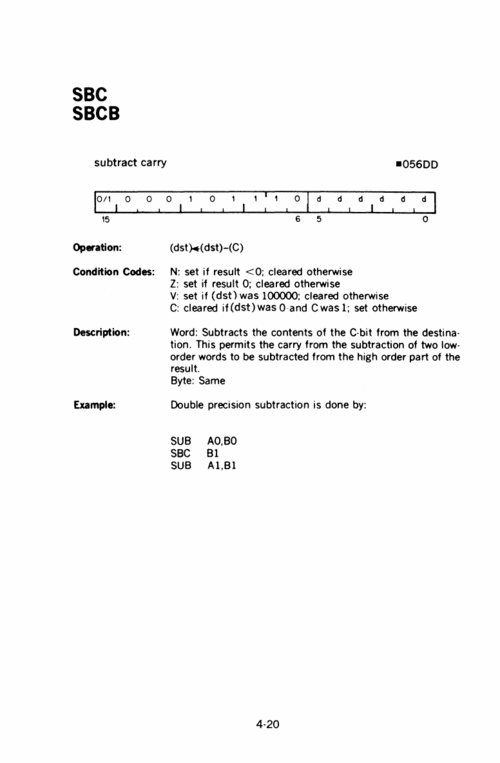 SBC
SBCB
subtract carry ■056DD
0/1 0 0 0 1 0 1 1 1 0 d d d d d d
15 6 5 0
Operation: (dst)◄(dst)-(C)
Condition Codes: N: set if result <0; cleared otherwise
Z: set if result 0; cleared otherwise
V: set if (dst) was 100000; cleared otherwise
C: cleared if (dst) was 0 and C was 1; set otherwise
Description: Word: Subtracts the contents of the C-bit from the destina-
tion. This permits the carry from the subtraction of two low-
order words to be subtracted from the high order part of the
result.
Byte: Same
Example: Double precision subtraction is done by:
SUB A0,B0
SBC B1
SUB A1,B1
4-20